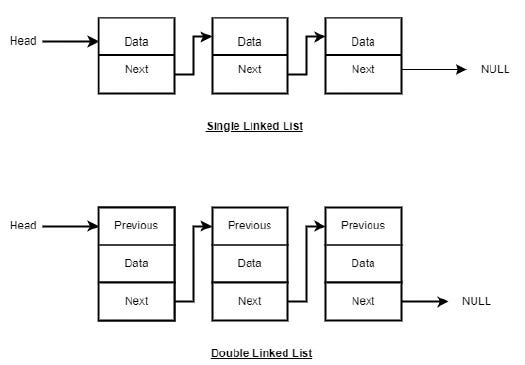 Head Data Data Data
Next Next Next NULL
Single Linked List
Head Previous Previous Previous
Data Data Data
Next Next Next NULL
Double Linked List